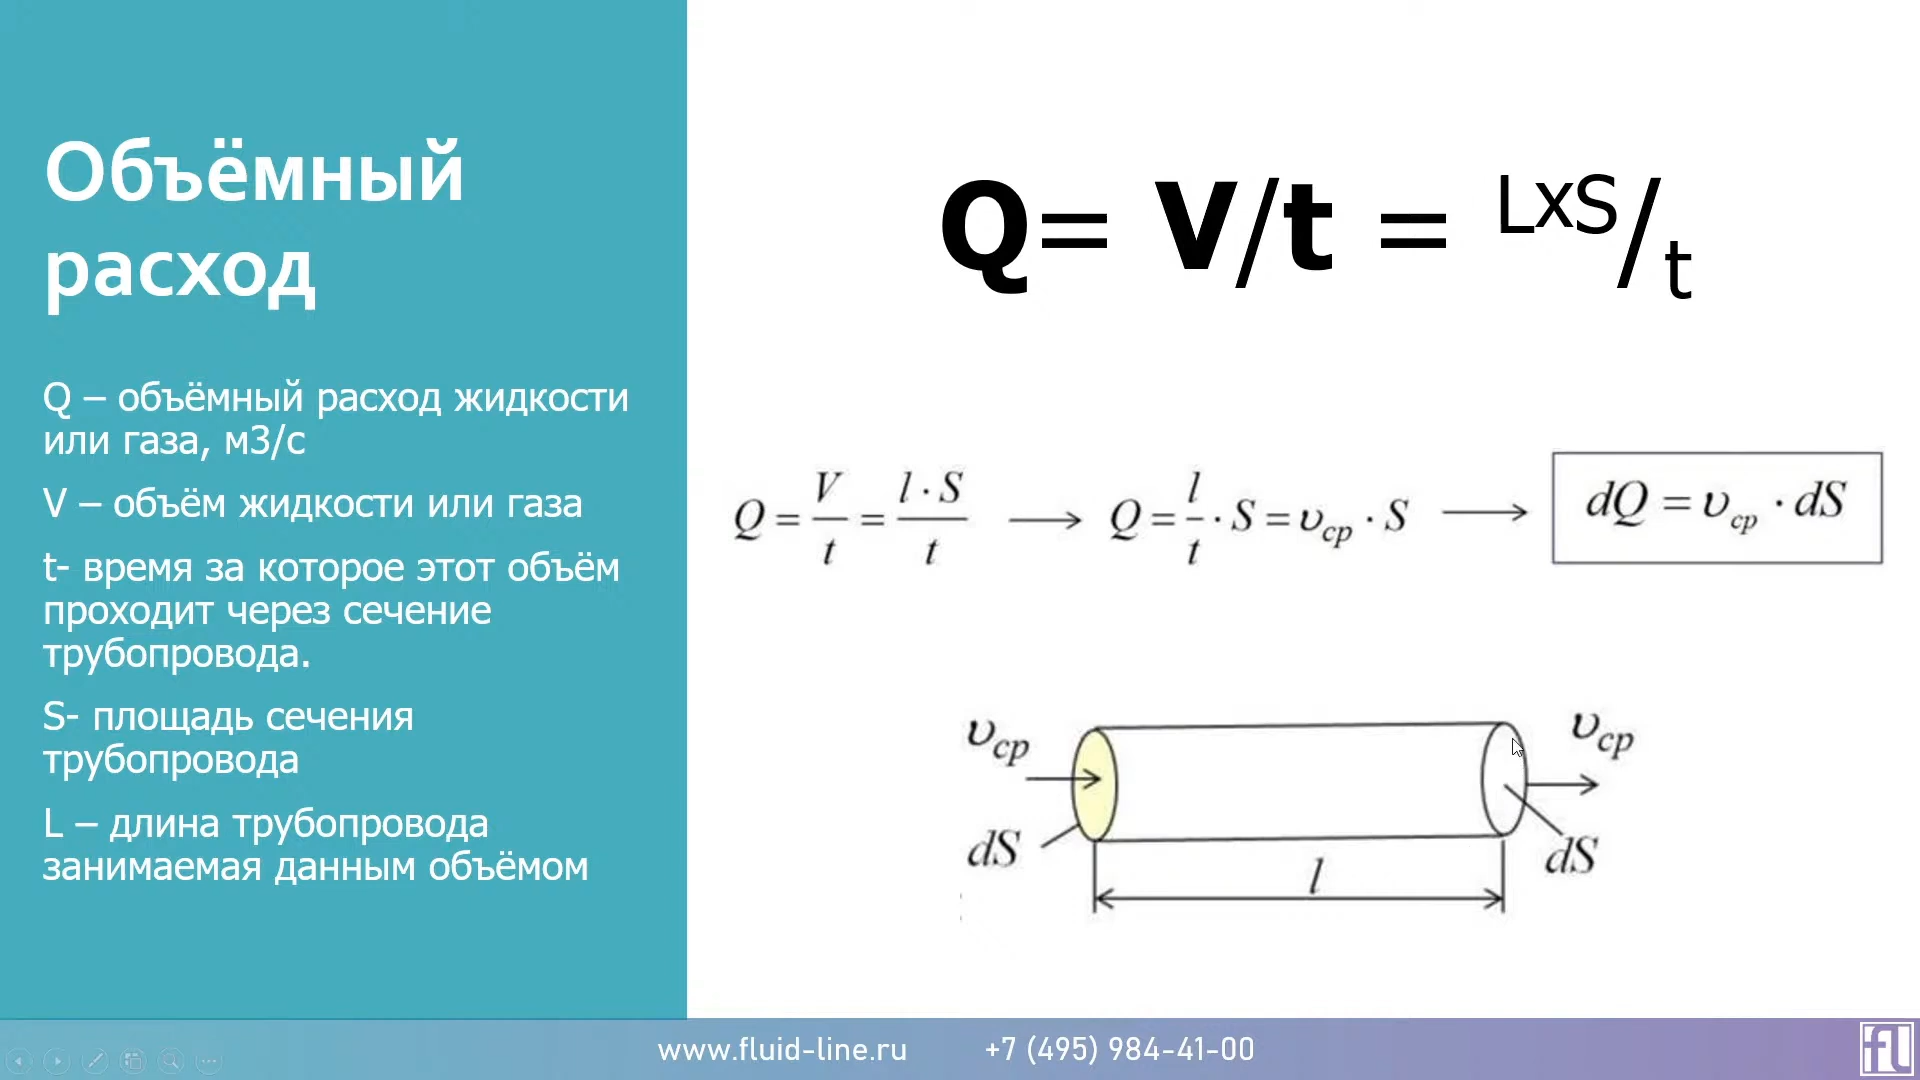 Объёмный
расход
Q – объёмный расход жидкости
или газа, м3/с
V – объём жидкости или газа
t- время за которое этот объём
проходит через сечение
трубопровода.
S- площадь сечения
трубопровода
L – длина трубопровода
занимаемая данным объёмом
Q= V/t = LxS/t
Q = V/t = l · S/t → Q = l/t · S = υср · S → dQ = υср · dS
υср υср
dS dS
l
www.fluid-line.ru +7 (495) 984-41-00 fl